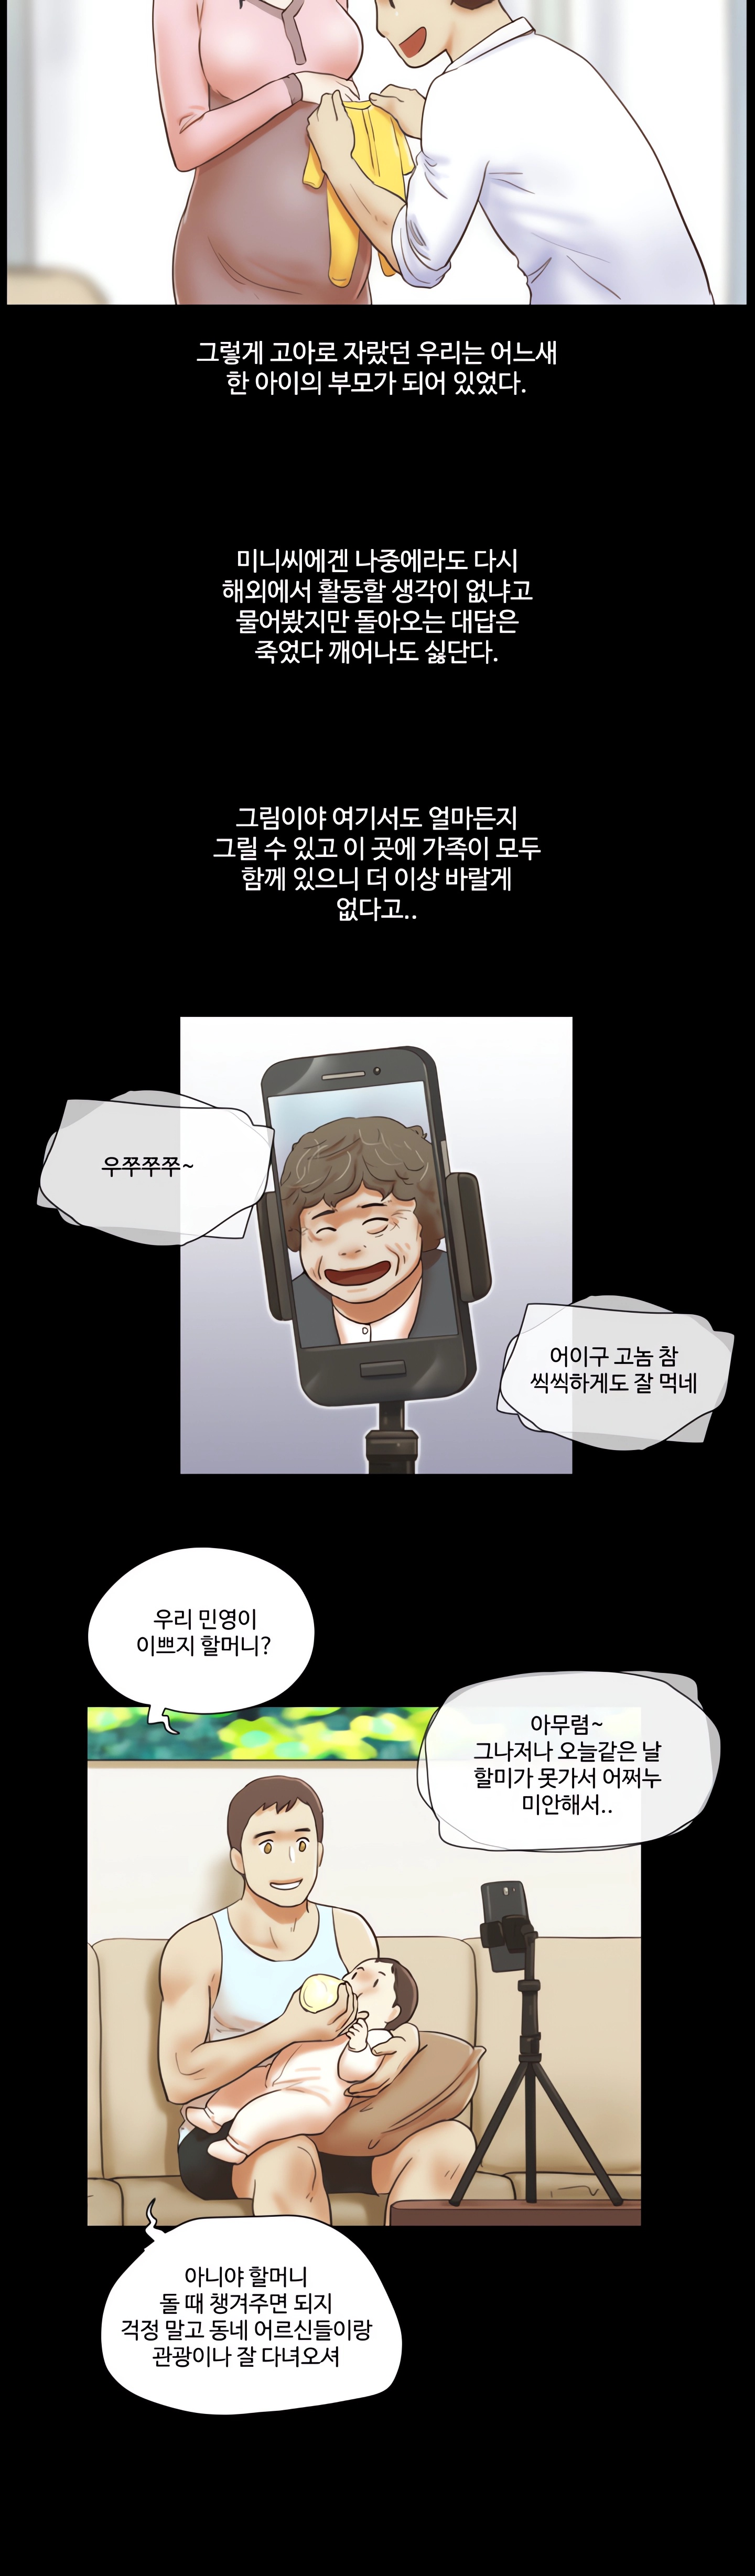 그렇게 고아로 자랐던 우리는 어느새
한 아이의 부모가 되어 있었다.
미니씨에겐 나중에라도 다시
해외에서 활동할 생각이 없냐고
물어봤지만 돌아오는 대답은
죽었다 깨어나도 싫단다.
그림이야 여기서도 얼마든지
그릴 수 있고 이 곳에 가족이 모두
함께 있으니 더 이상 바랄게
없다고..
우쭈쭈쭈~
어이구 고놈 참
씩씩하게도 잘 먹네
우리 민영이
이쁘지 할머니?
아무렴~
그나저나 오늘같은 날
할미가 못가서 어쩌누
미안해서..
아니야 할머니
돌 때 챙겨주면 되지
걱정 말고 동네 어르신들이랑
관광이나 잘 다녀오셔